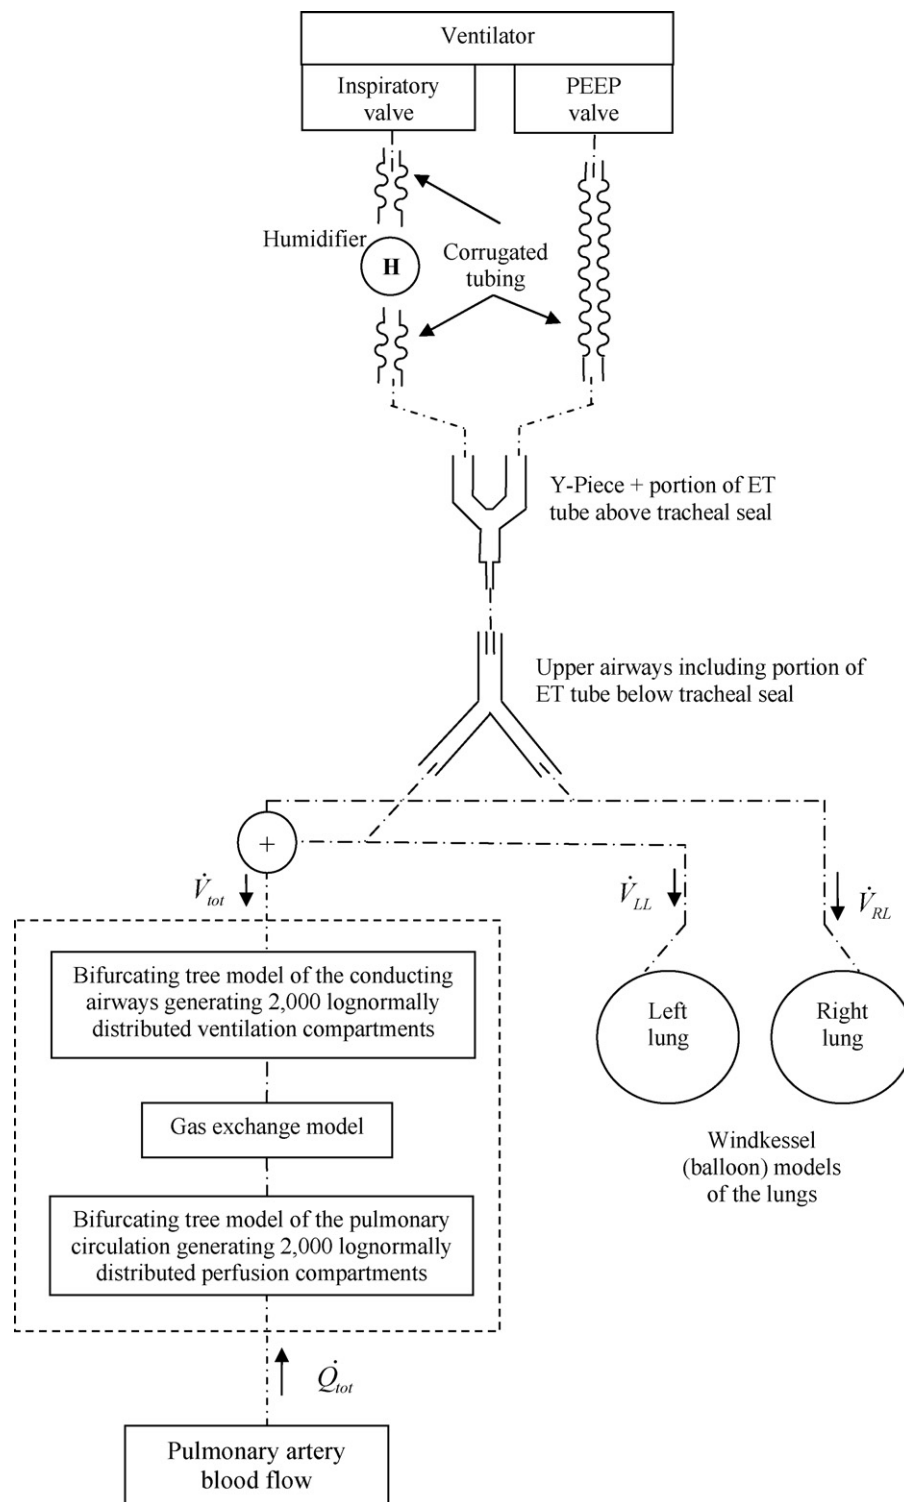 Ventilator
Inspiratory
valve
PEEP
valve
Humidifier
H
Corrugated
tubing
Y-Piece + portion of ET
tube above tracheal seal
Upper airways including portion of
ET tube below tracheal seal
+
V̇tot
V̇LL
V̇RL
Bifurcating tree model of the conducting
airways generating 2,000 lognormally
distributed ventilation compartments
Left
lung
Right
lung
Gas exchange model
Windkessel
(balloon) models
of the lungs
Bifurcating tree model of the pulmonary
circulation generating 2,000 lognormally
distributed perfusion compartments
Q̇tot
Pulmonary artery
blood flow